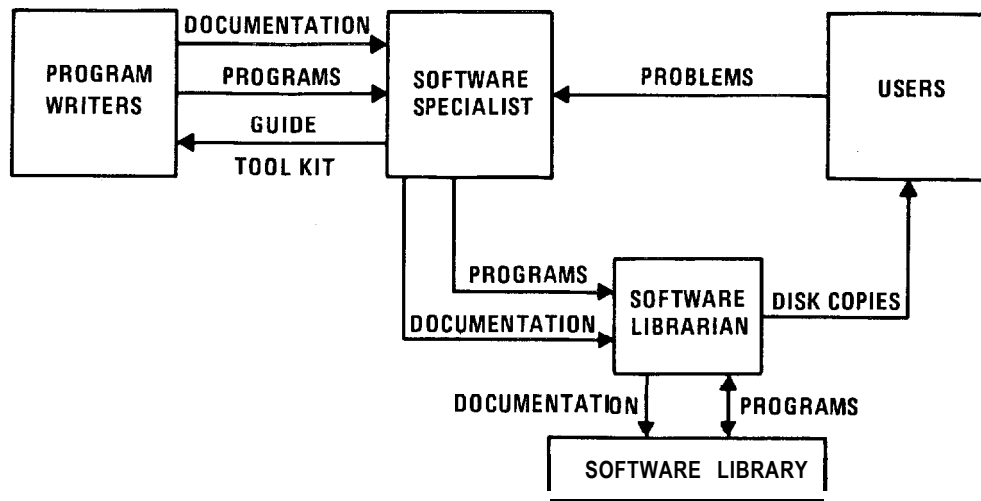 DOCUMENTATION
PROGRAM
WRITERS
PROGRAMS
GUIDE
TOOL KIT
SOFTWARE
SPECIALIST
PROBLEMS
USERS
PROGRAMS
DOCUMENTATION
SOFTWARE
LIBRARIAN
DISK COPIES
DOCUMENTATION
PROGRAMS
SOFTWARE LIBRARY